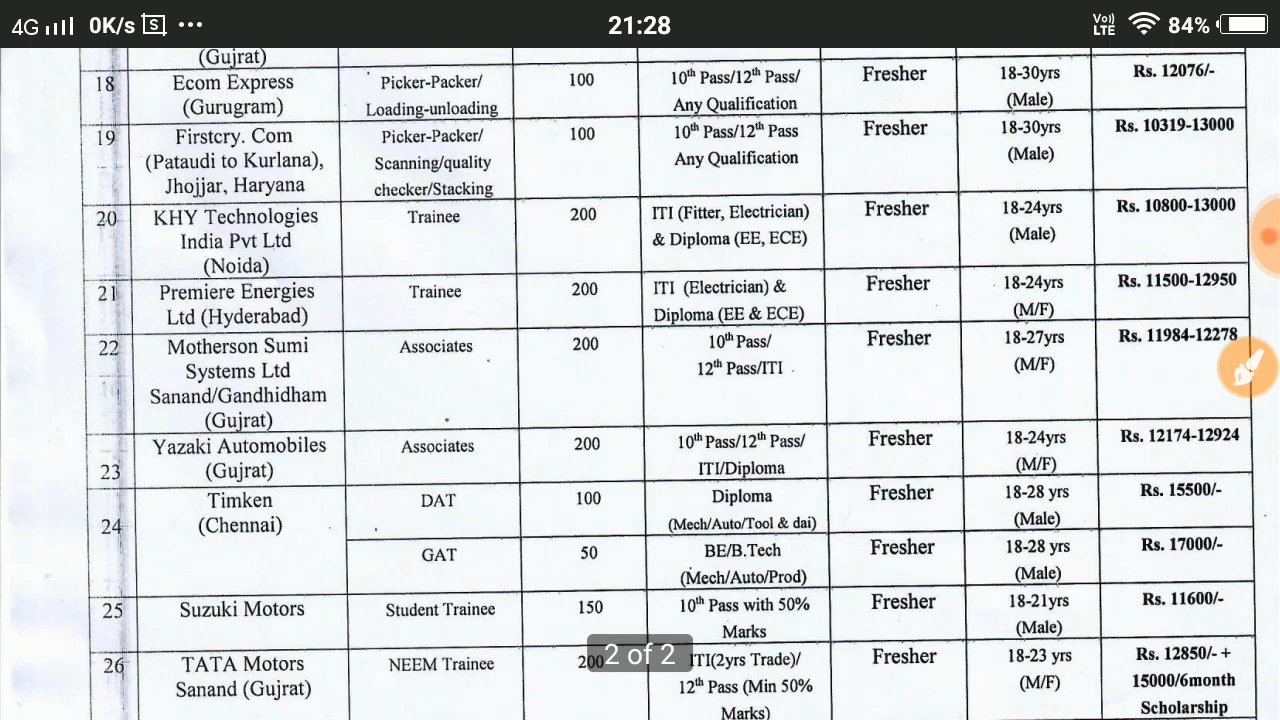 4G 0K/s S ••• 21:28 Vo)) LTE 84%
(Gujrat)
18 Ecom Express (Gurugram) Picker-Packer/ Loading-unloading 100 10th Pass/12th Pass/ Any Qualification Fresher 18-30yrs (Male) Rs. 12076/-
19 Firstcry. Com (Pataudi to Kurlana), Jhojjar, Haryana Picker-Packer/ Scanning/quality checker/Stacking 100 10th Pass/12th Pass Any Qualification Fresher 18-30yrs (Male) Rs. 10319-13000
20 KHY Technologies India Pvt Ltd (Noida) Trainee 200 ITI (Fitter, Electrician) & Diploma (EE, ECE) Fresher 18-24yrs (Male) Rs. 10800-13000
21 Premiere Energies Ltd (Hyderabad) Trainee 200 ITI (Electrician) & Diploma (EE & ECE) Fresher 18-24yrs (M/F) Rs. 11500-12950
22 Motherson Sumi Systems Ltd Sanand/Gandhidham (Gujrat) Associates 200 10th Pass/ 12th Pass/ITI Fresher 18-27yrs (M/F) Rs. 11984-12278
23 Yazaki Automobiles (Gujrat) Associates 200 10th Pass/12th Pass/ ITI/Diploma Fresher 18-24yrs (M/F) Rs. 12174-12924
24 Timken (Chennai) DAT 100 Diploma (Mech/Auto/Tool & dai) Fresher 18-28 yrs (Male) Rs. 15500/-
GAT 50 BE/B.Tech (Mech/Auto/Prod) Fresher 18-28 yrs (Male) Rs. 17000/-
25 Suzuki Motors Student Trainee 150 10th Pass with 50% Marks Fresher 18-21yrs (Male) Rs. 11600/-
2 of 2
26 TATA Motors Sanand (Gujrat) NEEM Trainee 200 ITI(2yrs Trade)/ 12th Pass (Min 50% Marks) Fresher 18-23 yrs (M/F) Rs. 12850/- + 15000/6month Scholarship